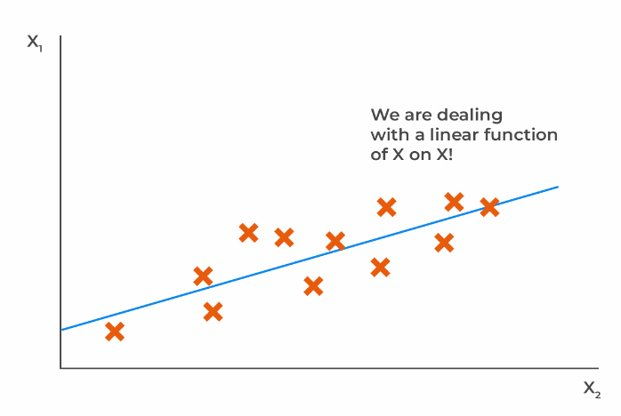 X₁
We are dealing
with a linear function
of X on X!
X₂